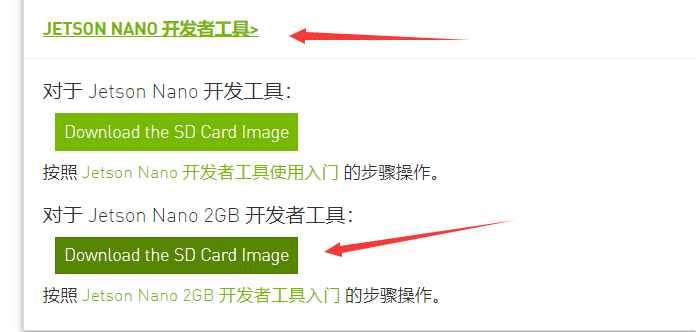 JETSON NANO 开发者工具>
对于 Jetson Nano 开发工具：
Download the SD Card Image
按照 Jetson Nano 开发者工具使用入门 的步骤操作。
对于 Jetson Nano 2GB 开发者工具：
Download the SD Card Image
按照 Jetson Nano 2GB 开发者工具入门 的步骤操作。